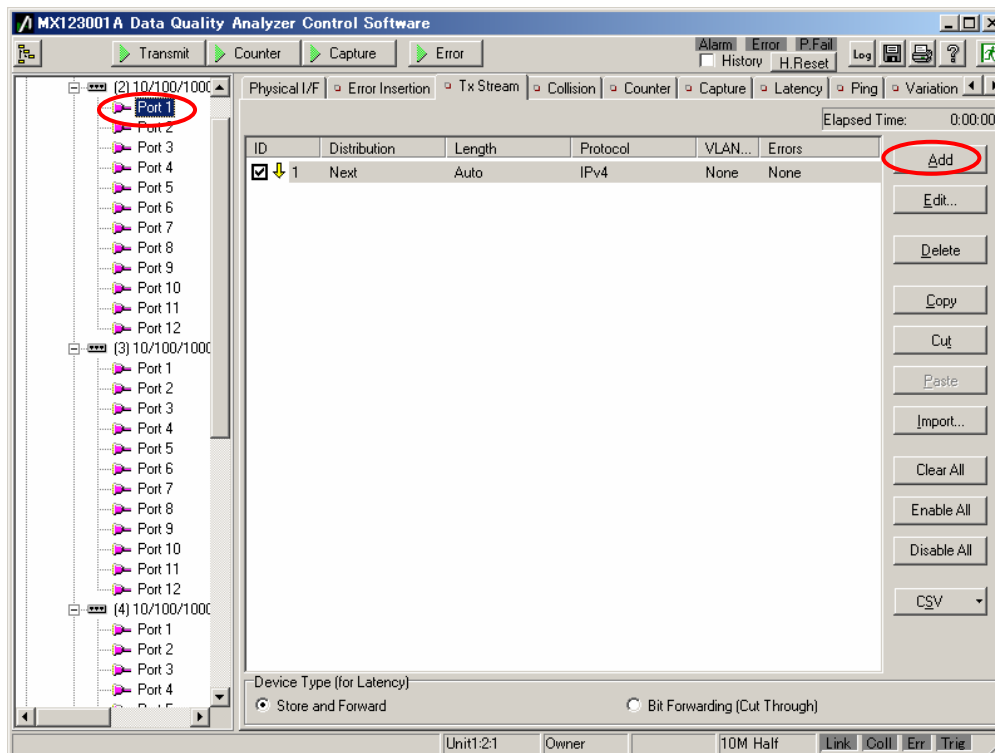 MX123001A Data Quality Analyzer Control Software
Transmit Counter Capture Error
Alarm Error P.Fail
History H.Reset
Log
Physical I/F Error Insertion Tx Stream Collision Counter Capture Latency Ping Variation
Elapsed Time: 0:00:00
(2) 10/100/1000
Port 1
Port 2
Port 3
Port 4
Port 5
Port 6
Port 7
Port 8
Port 9
Port 10
Port 11
Port 12
(3) 10/100/1000
Port 1
Port 2
Port 3
Port 4
Port 5
Port 6
Port 7
Port 8
Port 9
Port 10
Port 11
Port 12
(4) 10/100/1000
Port 1
Port 2
Port 3
Port 4
ID Distribution Length Protocol VLAN... Errors
1 Next Auto IPv4 None None
Add
Edit...
Delete
Copy
Cut
Paste
Import...
Clear All
Enable All
Disable All
CSV
Device Type (for Latency)
Store and Forward Bit Forwarding (Cut Through)
Unit1:2:1 Owner 10M Half Link Coll Err Trig